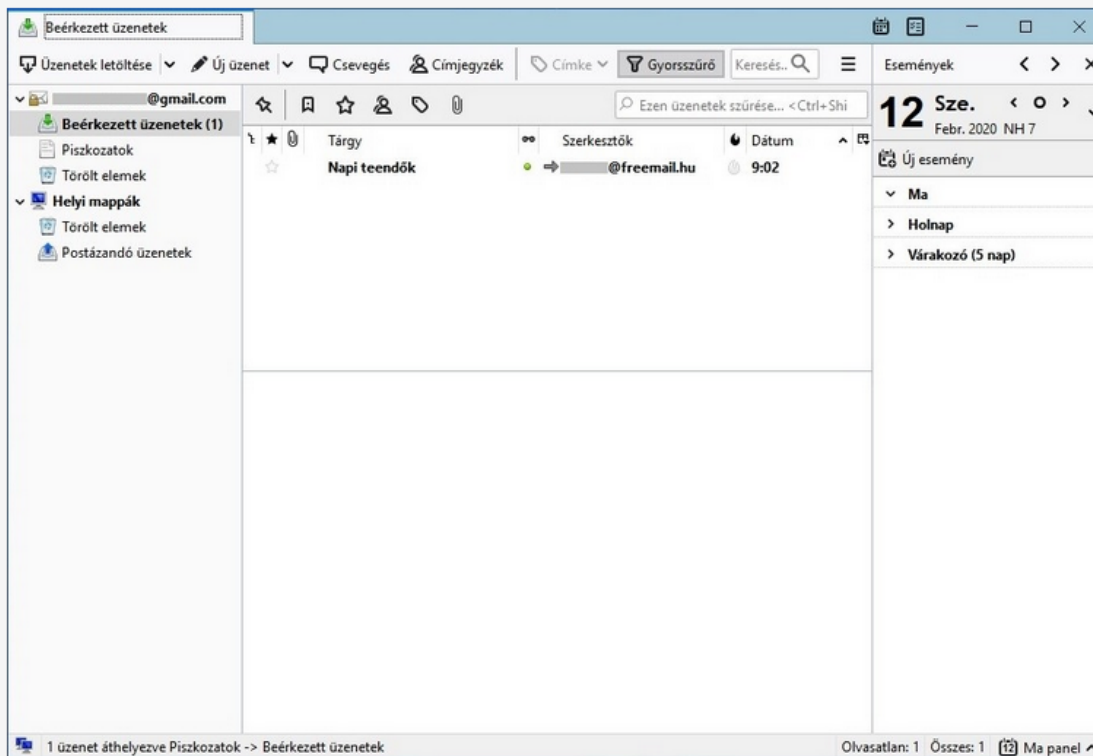 Beérkezett üzenetek
Üzenetek letöltése Új üzenet Csevegés Címjegyzék Címke Gyorsszűrő Keresés.. Események
@gmail.com
Beérkezett üzenetek (1)
Piszkozatok
Törölt elemek
Helyi mappák
Törölt elemek
Postázandó üzenetek
Ezen üzenetek szűrése... <Ctrl+Shi
Tárgy Szerkesztők Dátum
Napi teendők @freemail.hu 9:02
12 Sze.
Febr. 2020 NH 7
Új esemény
Ma
Holnap
Várakozó (5 nap)
1 üzenet áthelyezve Piszkozatok -> Beérkezett üzenetek Olvasatlan: 1 Összes: 1 12 Ma panel